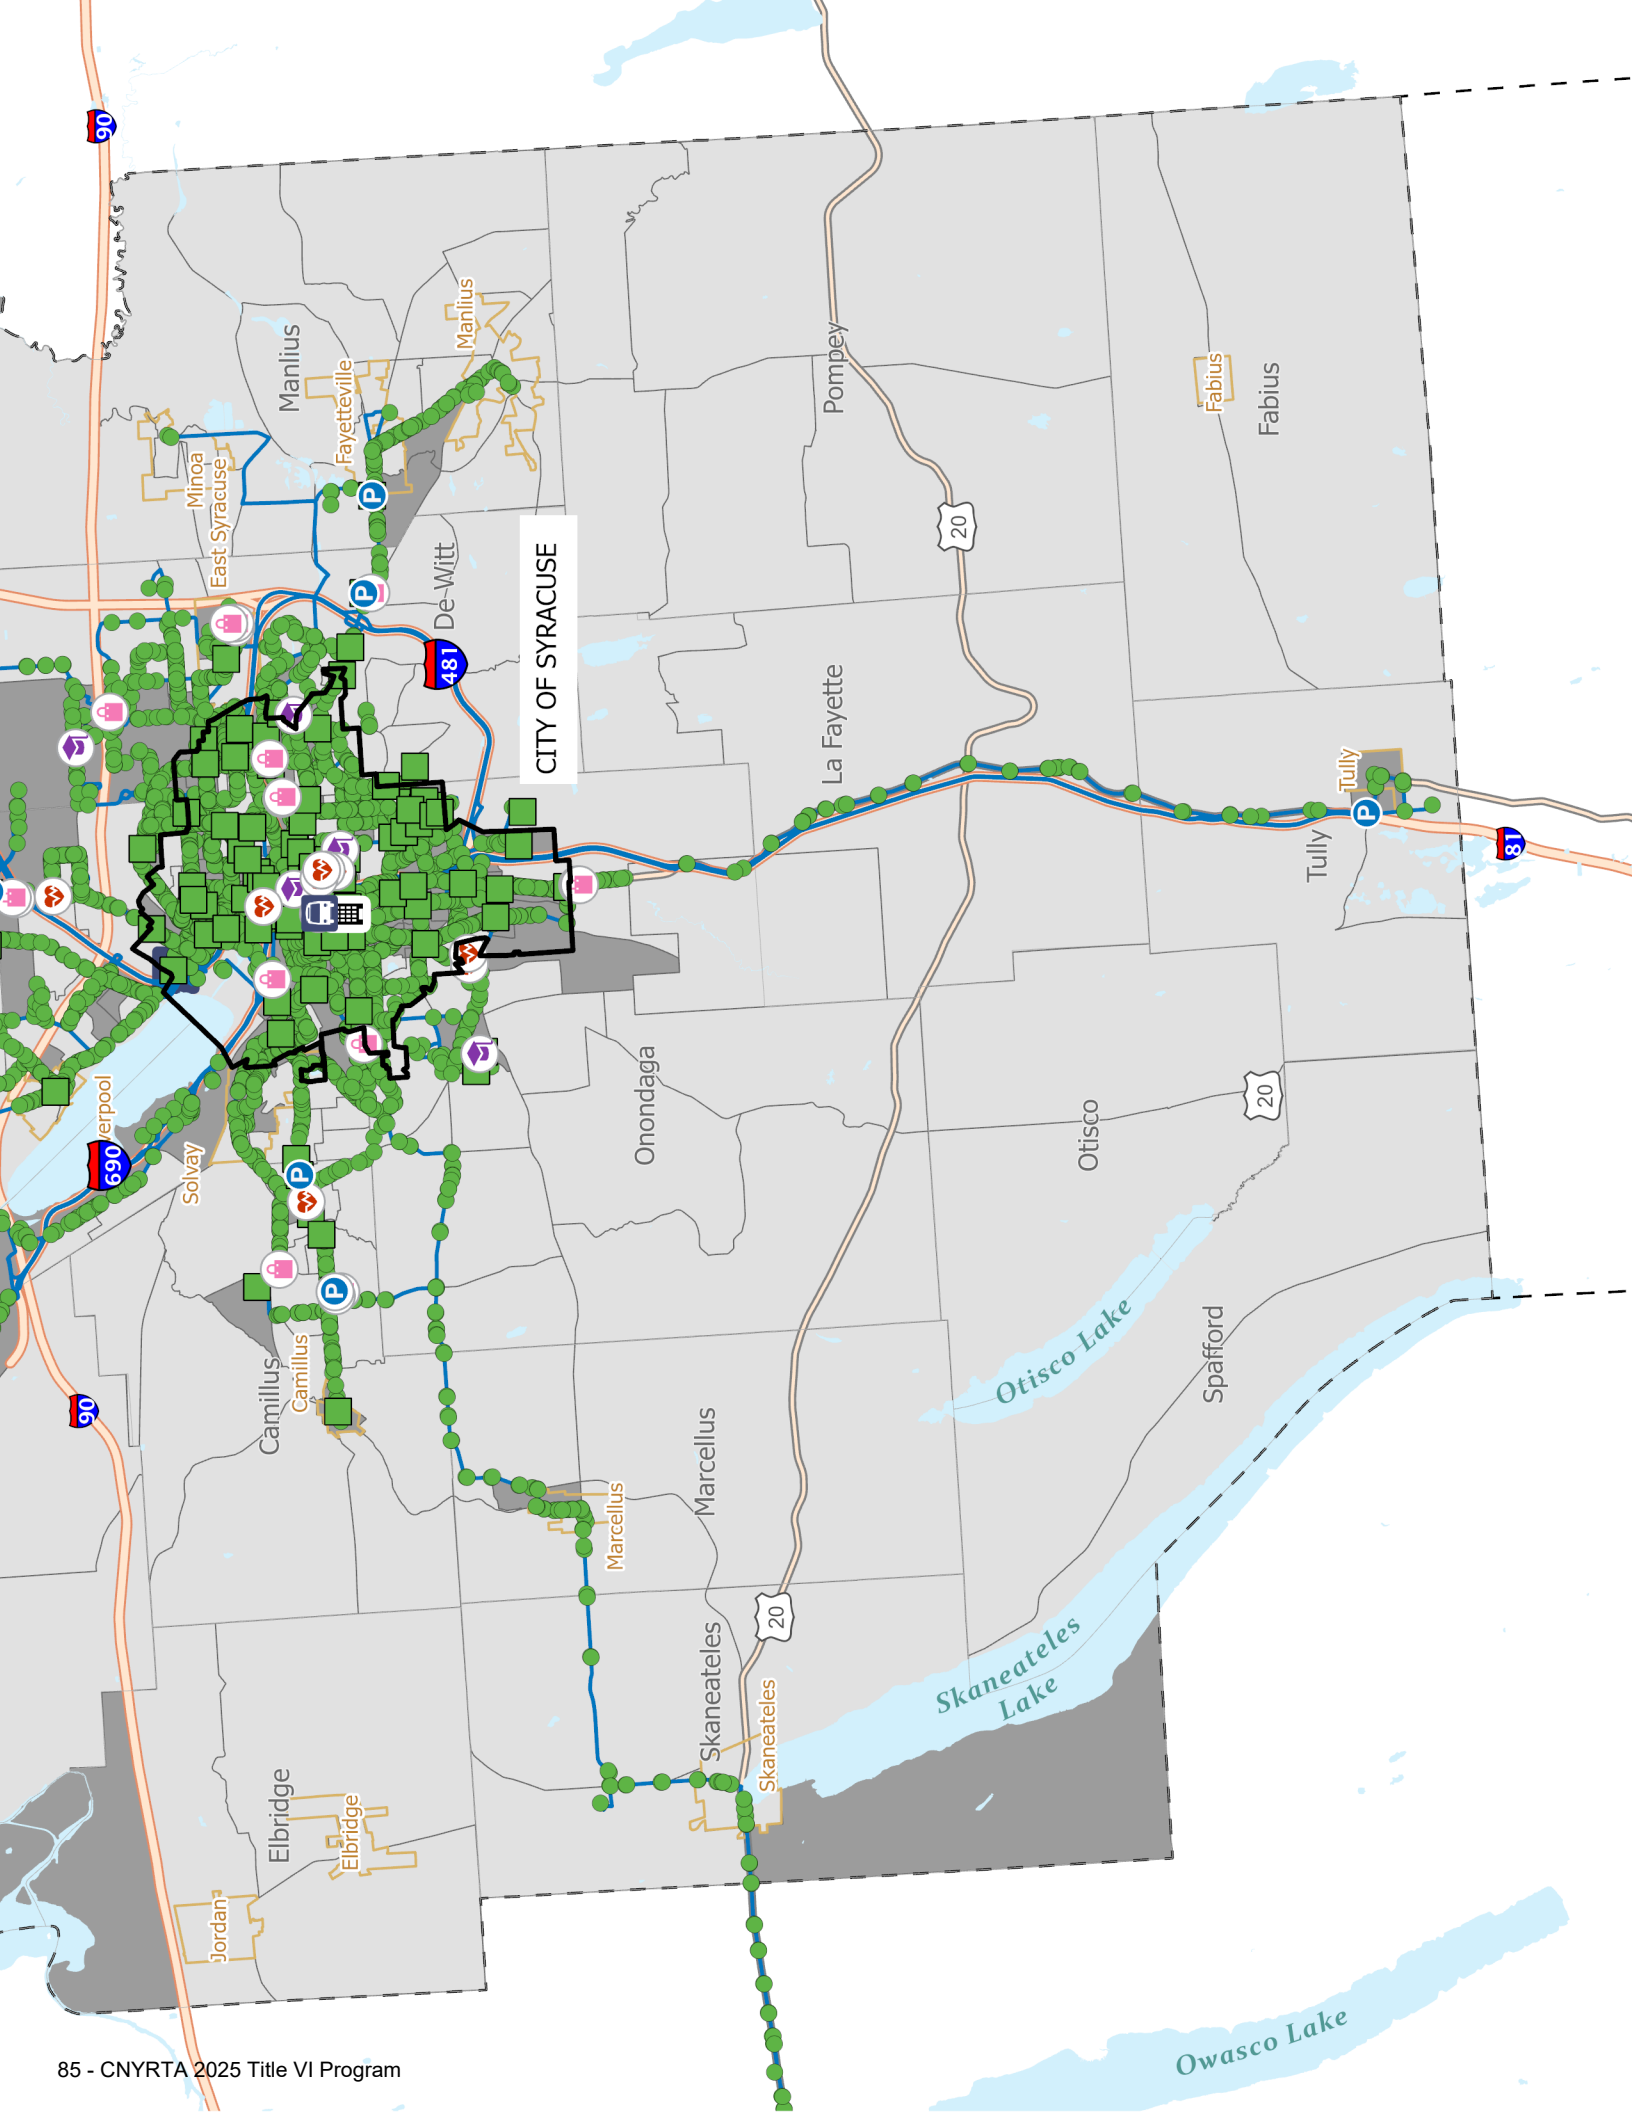 90
Manlius
Manlius
Fayetteville
Minoa
East Syracuse
De Witt
481
CITY OF SYRACUSE
Pompey
20
Fabius
Fabius
La Fayette
Tully
Tully
81
P
P
P
P
P
verpool
690
Solvay
Onondaga
Otisco
20
Otisco Lake
Spafford
90
Camillus
Camillus
Marcellus
Marcellus
20
Skaneateles
Skaneateles
Skaneateles
Lake
Elbridge
Elbridge
Jordan
Owasco Lake
85 - CNYRTA 2025 Title VI Program